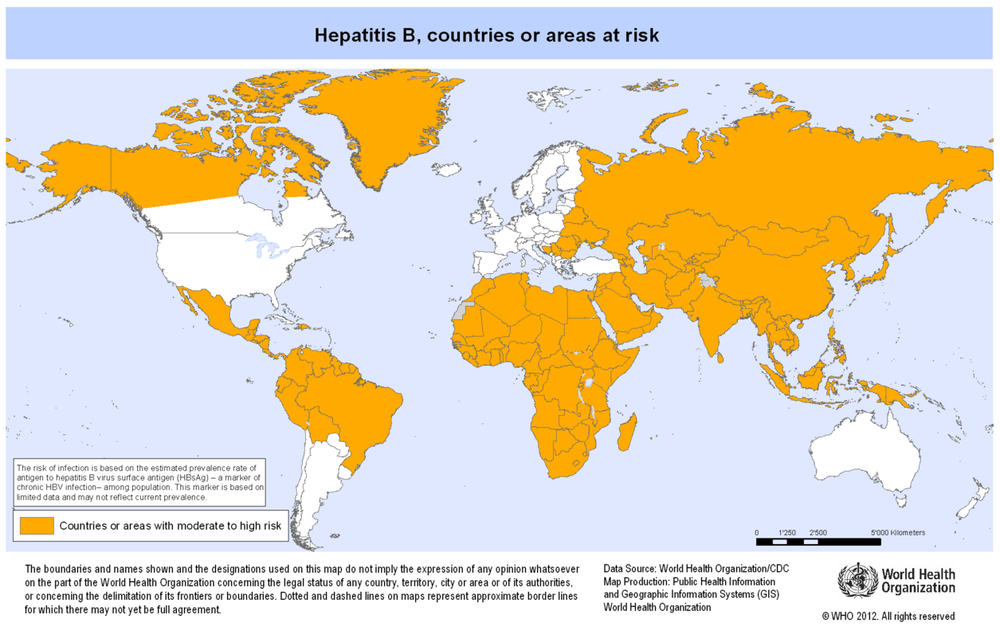 Hepatitis B, countries or areas at risk
The risk of infection is based on the estimated prevalence rate of
antigen to hepatitis B virus surface antigen (HBsAg) – a marker of
chronic HBV infection– among population. This marker is based on
limited data and may not reflect current prevalence.
Countries or areas with moderate to high risk
0 1'250 2'500 5'000 Kilometers
The boundaries and names shown and the designations used on this map do not imply the expression of any opinion whatsoever
on the part of the World Health Organization concerning the legal status of any country, territory, city or area or of its authorities,
or concerning the delimitation of its frontiers or boundaries. Dotted and dashed lines on maps represent approximate border lines
for which there may not yet be full agreement.
Data Source: World Health Organization/CDC
Map Production: Public Health Information
and Geographic Information Systems (GIS)
World Health Organization
World Health
Organization
© WHO 2012. All rights reserved